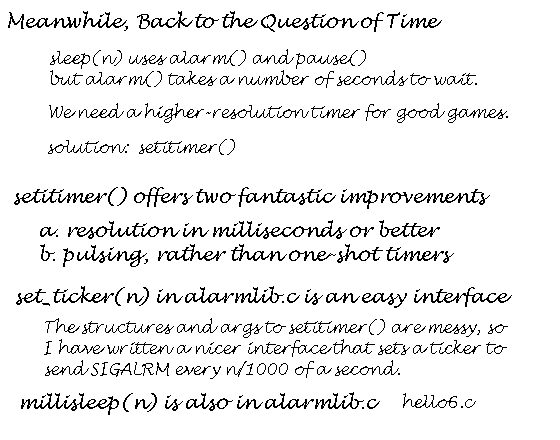 Meanwhile, Back to the Question of Time
sleep(n) uses alarm() and pause()
but alarm() takes a number of seconds to wait.
We need a higher-resolution timer for good games.
solution: setitimer()
setitimer() offers two fantastic improvements
a. resolution in milliseconds or better
b. pulsing, rather than one-shot timers
set_ticker(n) in alarmlib.c is an easy interface
The structures and args to setitimer() are messy, so
I have written a nicer interface that sets a ticker to
send SIGALRM every n/1000 of a second.
millisleep(n) is also in alarmlib.c hello6.c